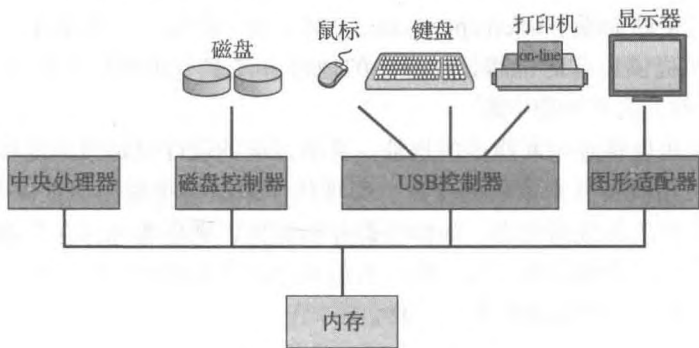 磁盘
鼠标
键盘
打印机
显示器
on-line
中央处理器
磁盘控制器
USB控制器
图形适配器
内存